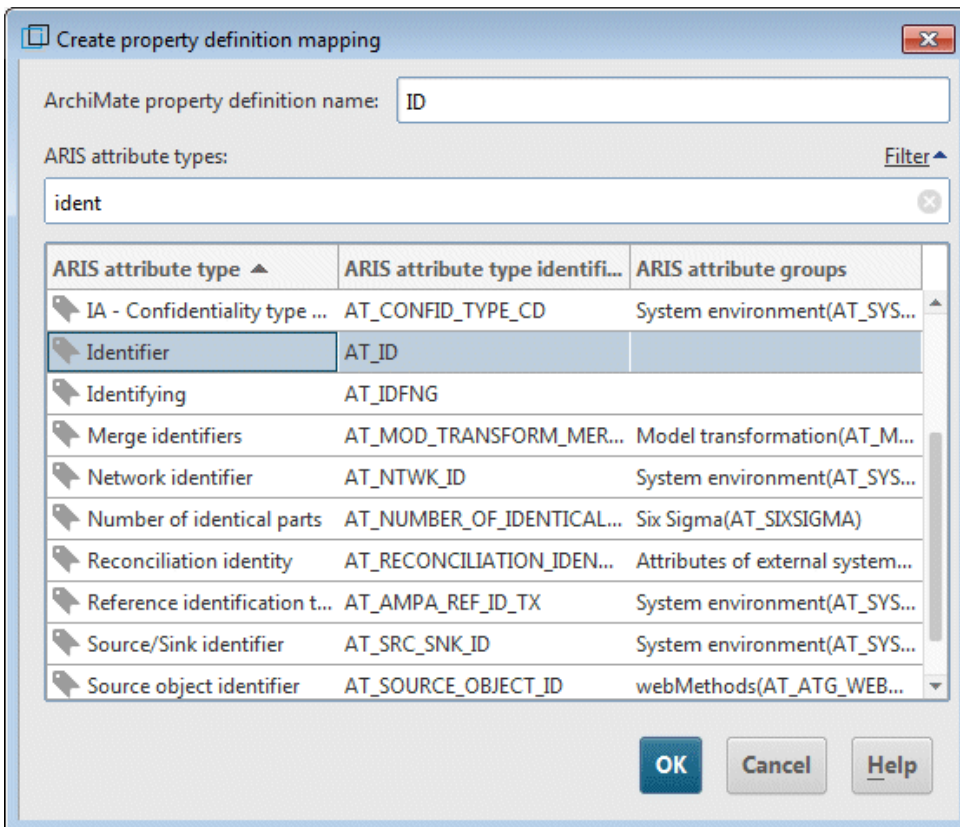 Create property definition mapping
ArchiMate property definition name: ID
ARIS attribute types: Filter
ident
ARIS attribute type ARIS attribute type identifi... ARIS attribute groups
IA - Confidentiality type ... AT_CONFID_TYPE_CD System environment(AT_SYS...
Identifier AT_ID
Identifying AT_IDFNG
Merge identifiers AT_MOD_TRANSFORM_MER... Model transformation(AT_M...
Network identifier AT_NTWK_ID System environment(AT_SYS...
Number of identical parts AT_NUMBER_OF_IDENTICAL... Six Sigma(AT_SIXSIGMA)
Reconciliation identity AT_RECONCILIATION_IDEN... Attributes of external system...
Reference identification t... AT_AMPA_REF_ID_TX System environment(AT_SYS...
Source/Sink identifier AT_SRC_SNK_ID System environment(AT_SYS...
Source object identifier AT_SOURCE_OBJECT_ID webMethods(AT_ATG_WEB...
OK Cancel Help